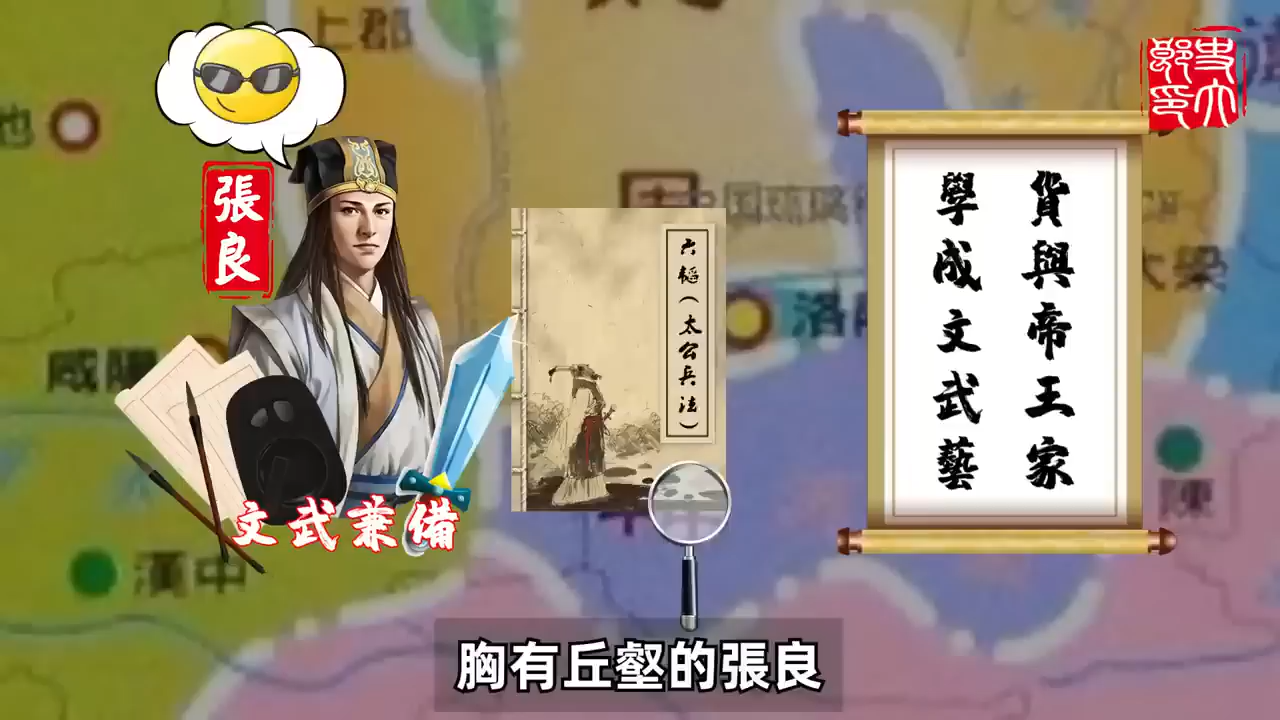 上郡
張良
六韜(太公兵法)
貨與帝王家
學成文武藝
咸陽
洛
大梁
陳
漢中
文武兼備
胸有丘壑的張良